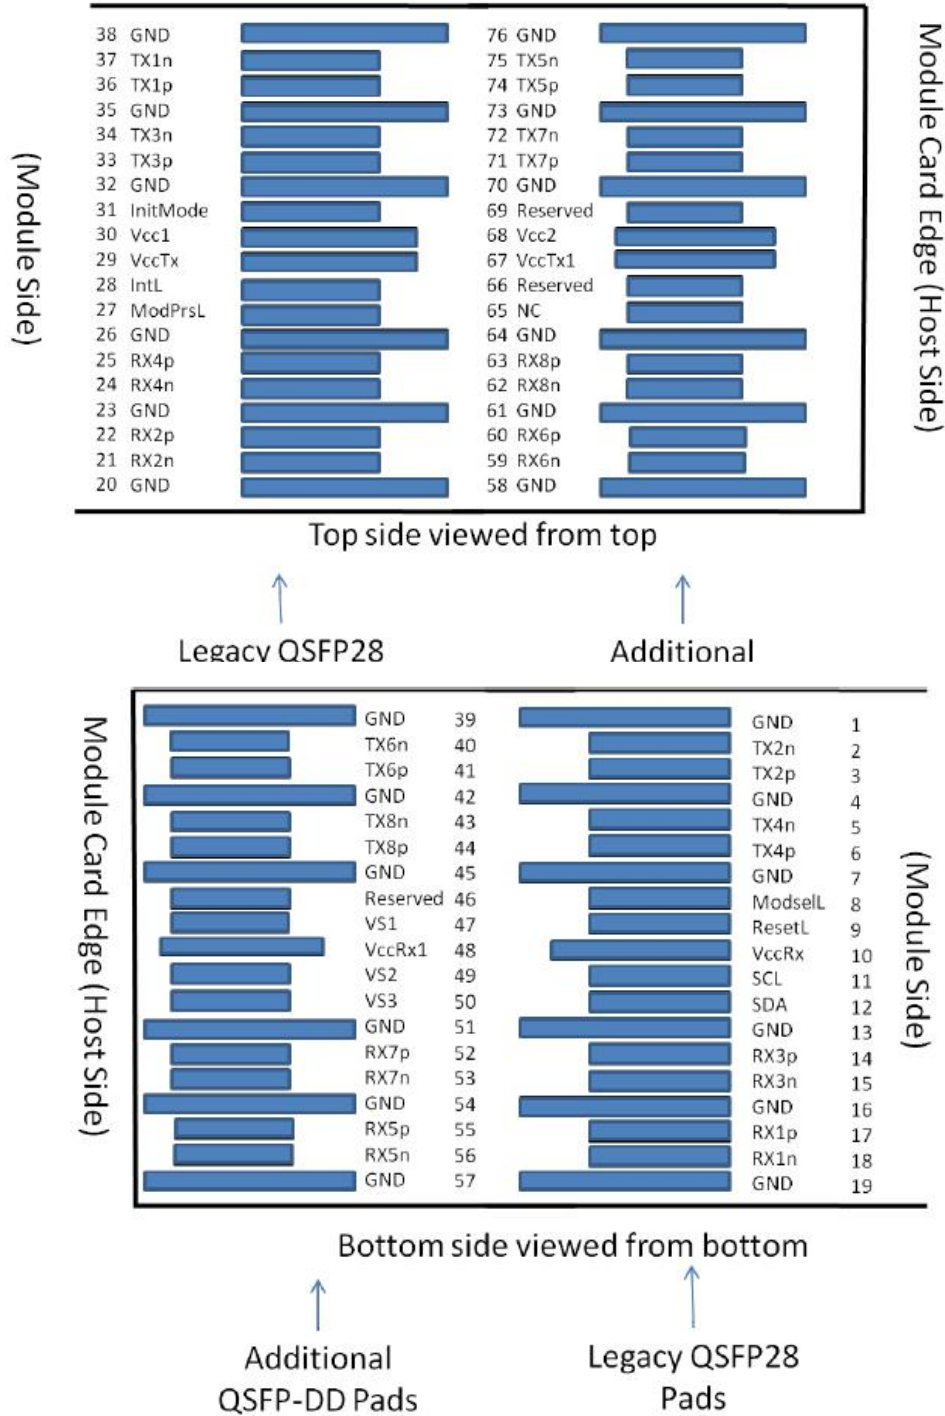 38 GND
37 TX1n
36 TX1p
35 GND
34 TX3n
33 TX3p
32 GND
31 InitMode
30 Vcc1
29 VccTx
28 IntL
27 ModPrsL
26 GND
25 RX4p
24 RX4n
23 GND
22 RX2p
21 RX2n
20 GND
76 GND
75 TX5n
74 TX5p
73 GND
72 TX7n
71 TX7p
70 GND
69 Reserved
68 Vcc2
67 VccTx1
66 Reserved
65 NC
64 GND
63 RX8p
62 RX8n
61 GND
60 RX6p
59 RX6n
58 GND
(Module Side)
Module Card Edge (Host Side)
Top side viewed from top
Legacy QSFP28
Additional
Module Card Edge (Host Side)
GND 39
TX6n 40
TX6p 41
GND 42
TX8n 43
TX8p 44
GND 45
Reserved 46
VS1 47
VccRx1 48
VS2 49
VS3 50
GND 51
RX7p 52
RX7n 53
GND 54
RX5p 55
RX5n 56
GND 57
GND 1
TX2n 2
TX2p 3
GND 4
TX4n 5
TX4p 6
GND 7
ModselL 8
ResetL 9
VccRx 10
SCL 11
SDA 12
GND 13
RX3p 14
RX3n 15
GND 16
RX1p 17
RX1n 18
GND 19
(Module Side)
Bottom side viewed from bottom
Additional
QSFP-DD Pads
Legacy QSFP28
Pads